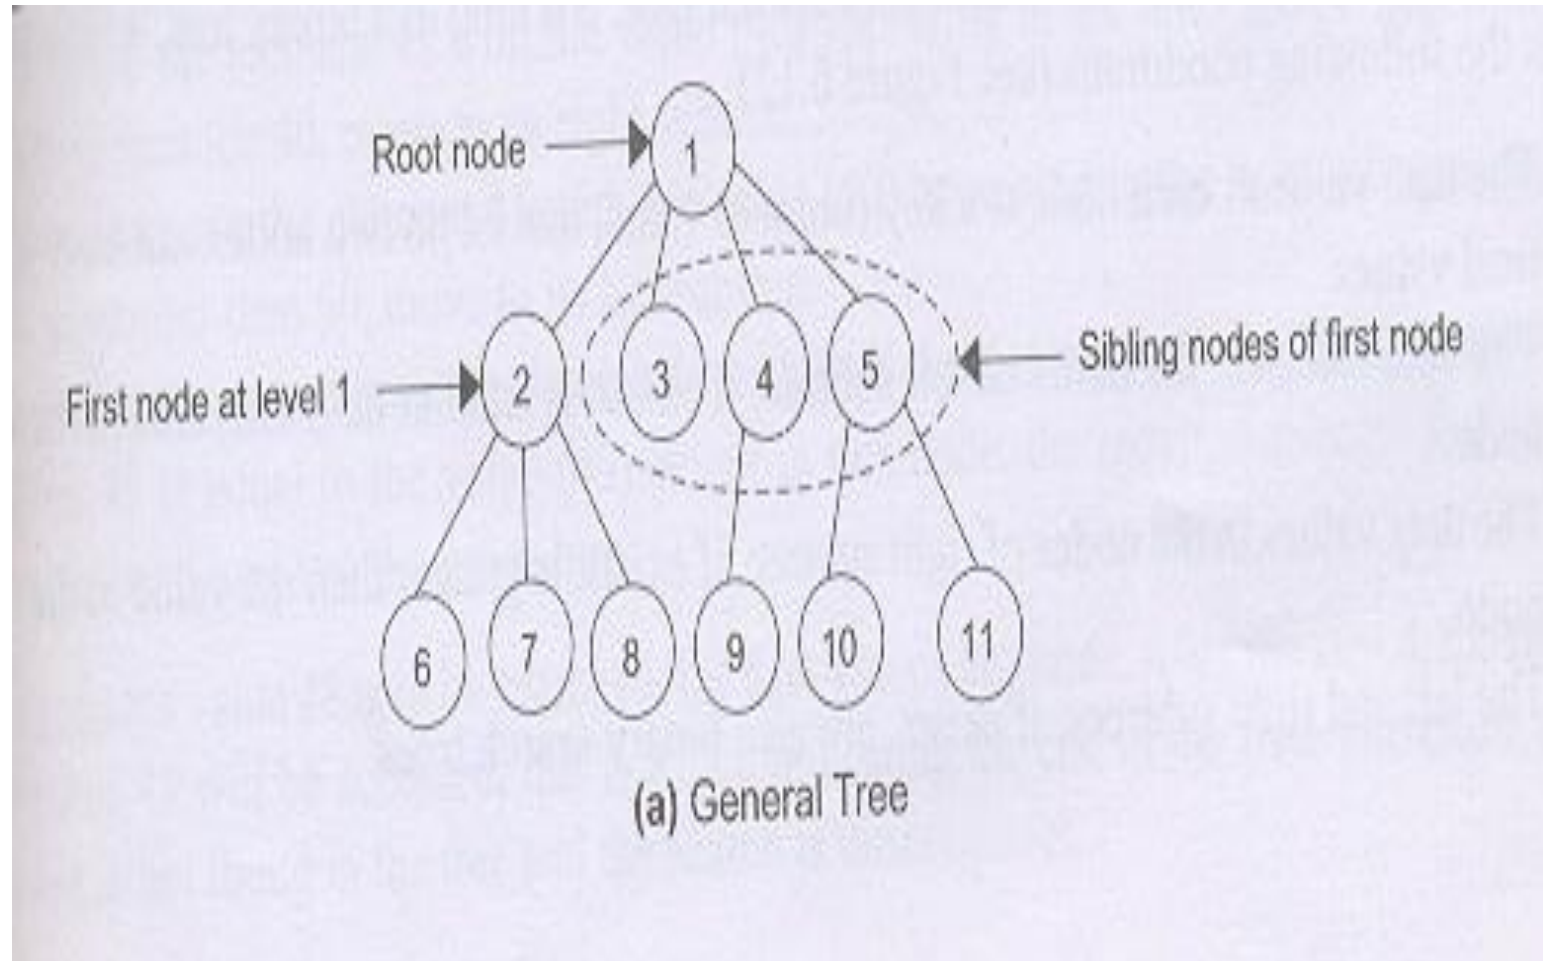 Root node
1
First node at level 1
2
3
4
5
Sibling nodes of first node
6
7
8
9
10
11
(a) General Tree